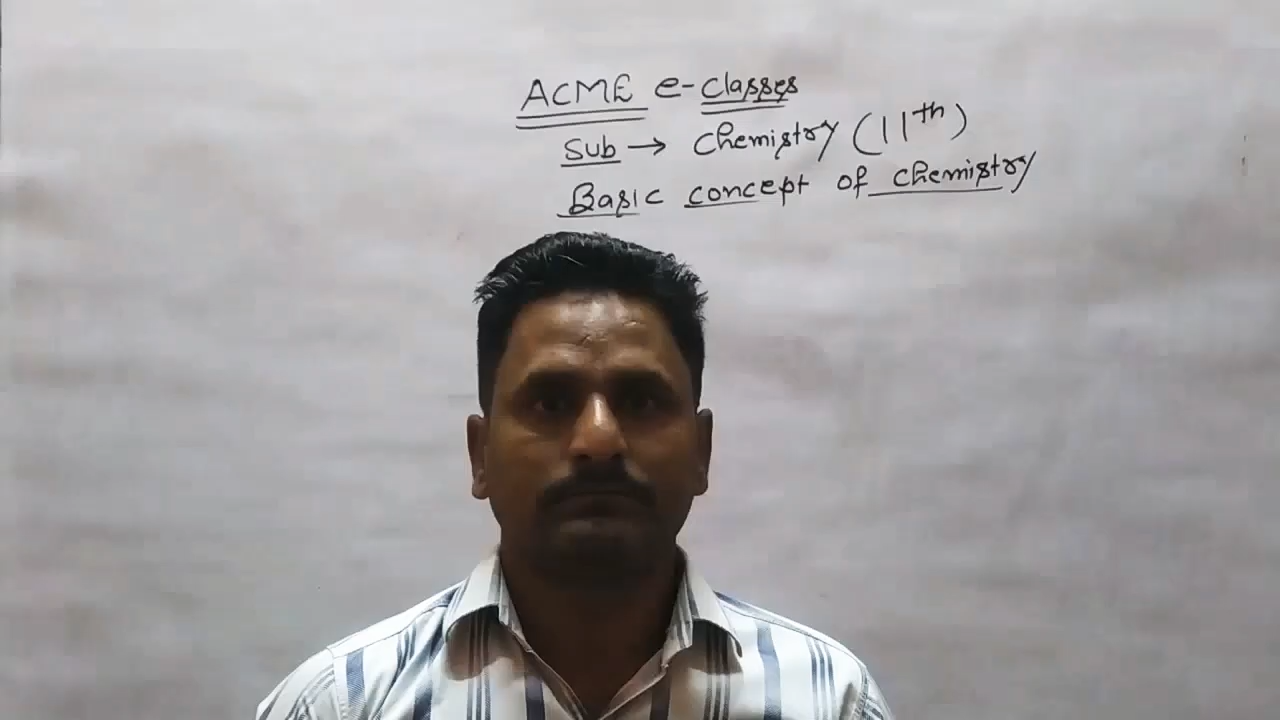 ACME e-classes
Sub → Chemistry (11th)
Basic concept of chemistry